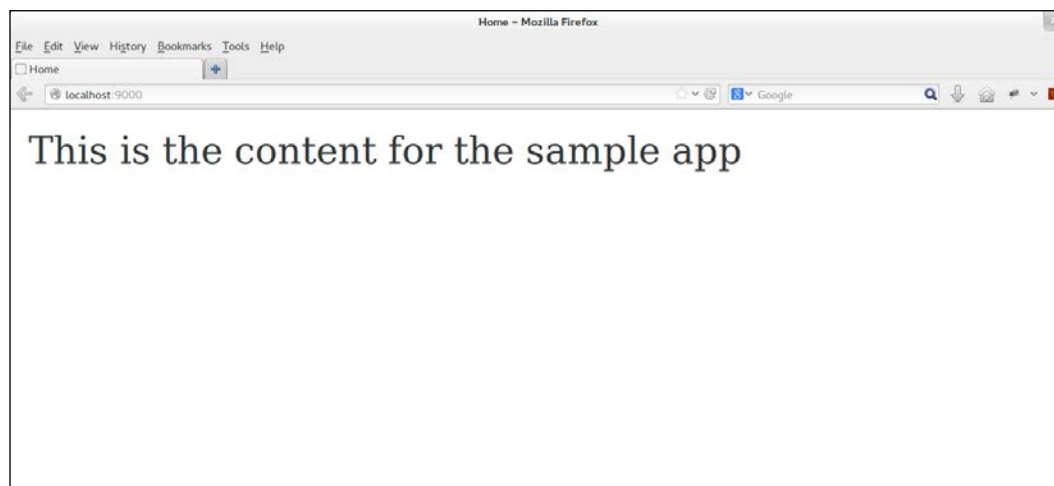 Home – Mozilla Firefox
File Edit View History Bookmarks Tools Help
Home
localhost:9000
8 Google
This is the content for the sample app